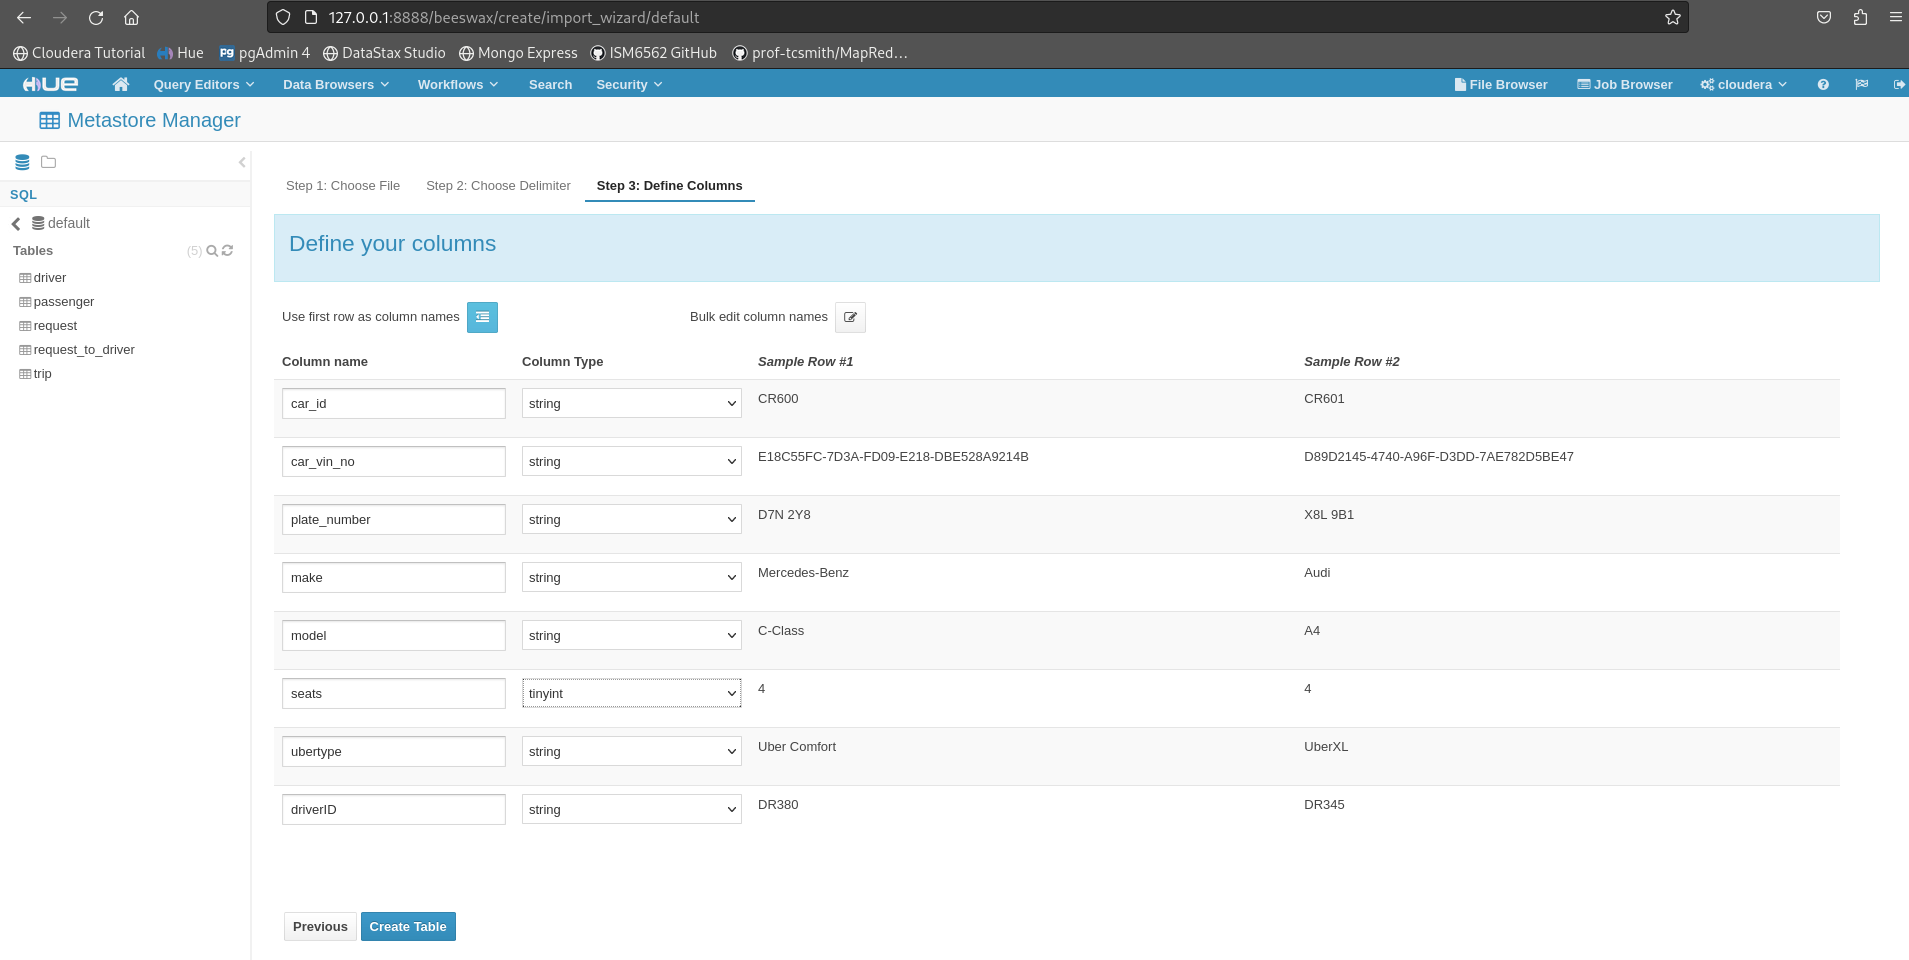 127.0.0.1:8888/beeswax/create/import_wizard/default
Cloudera Tutorial Hue pgAdmin 4 DataStax Studio Mongo Express ISM6562 GitHub prof-tcsmith/MapRed…
HUE Query Editors Data Browsers Workflows Search Security File Browser Job Browser cloudera
Metastore Manager
SQL
default
Tables (5)
driver
passenger
request
request_to_driver
trip
Step 1: Choose File Step 2: Choose Delimiter Step 3: Define Columns
Define your columns
Use first row as column names Bulk edit column names
Column name Column Type Sample Row #1 Sample Row #2
car_id string CR600 CR601
car_vin_no string E18C55FC-7D3A-FD09-E218-DBE528A9214B D89D2145-4740-A96F-D3DD-7AE782D5BE47
plate_number string D7N 2Y8 X8L 9B1
make string Mercedes-Benz Audi
model string C-Class A4
seats tinyint 4 4
ubertype string Uber Comfort UberXL
driverID string DR380 DR345
Previous Create Table